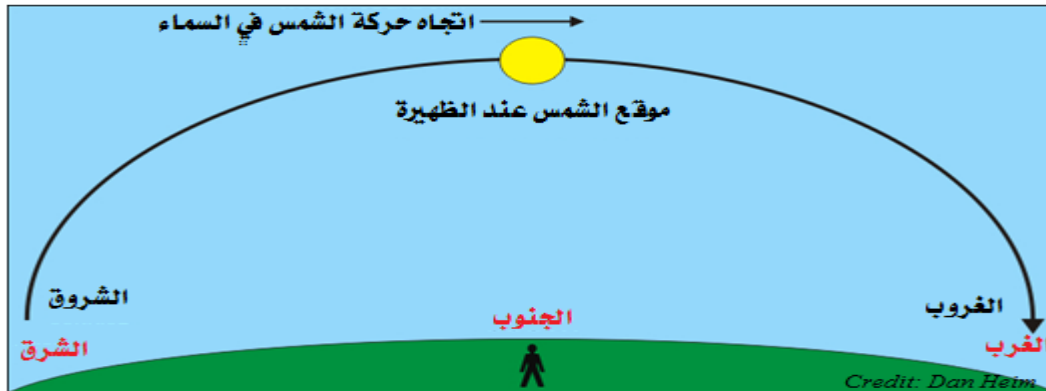 اتجاه حركة الشمس في السماء
موقع الشمس عند الظهيرة
الشروق
الغروب
الجنوب
الشرق
الغرب
Credit: Dan Heim